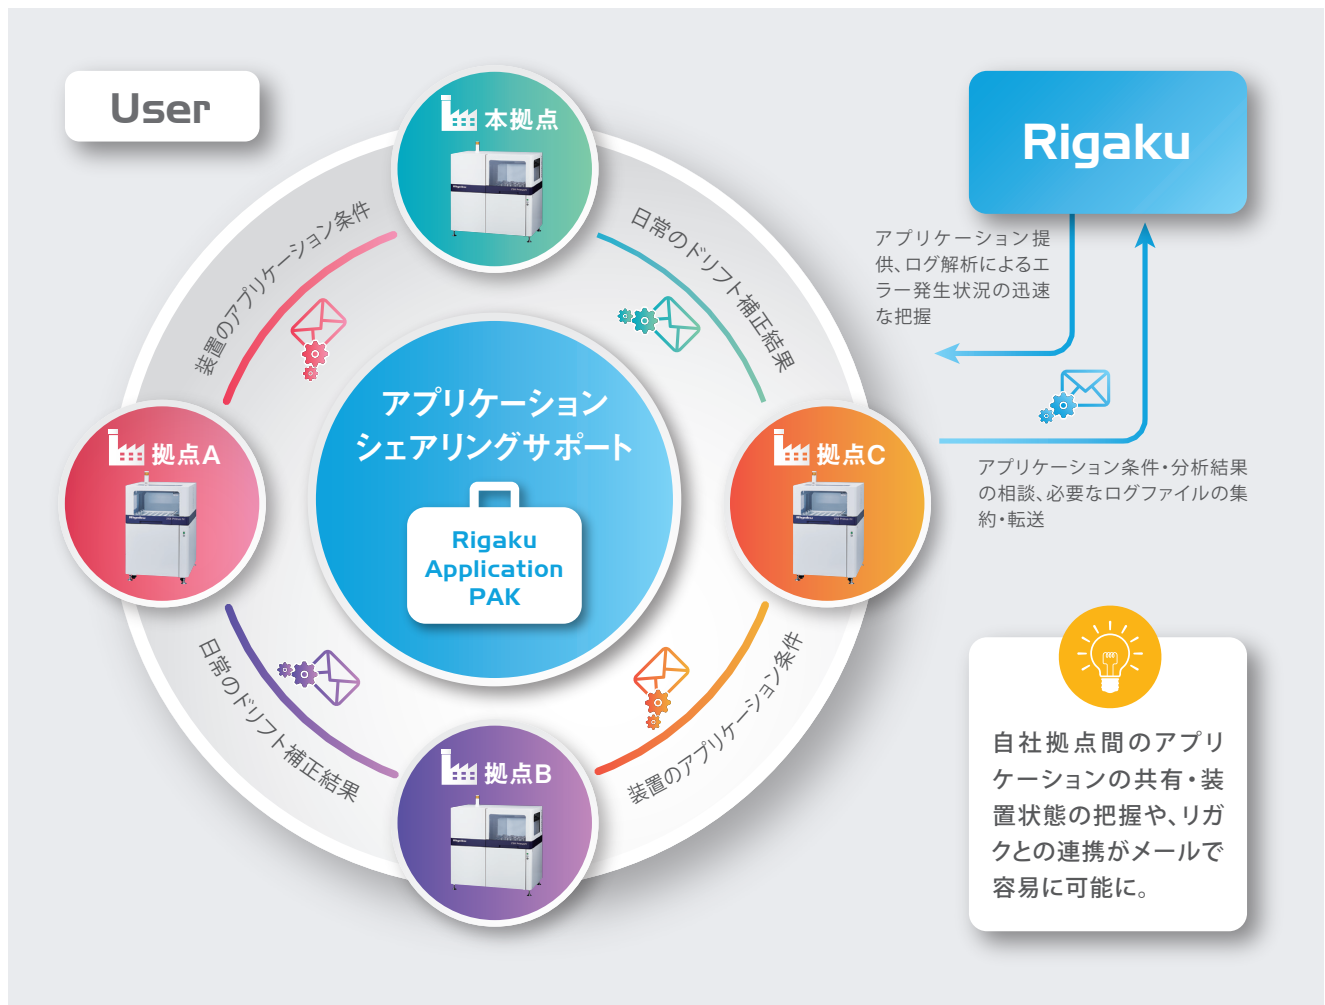 User
本拠点
Rigaku
装置のアプリケーション条件
日常のドリフト補正結果
アプリケーション提
供、ログ解析によるエ
ラー発生状況の迅速
な把握
アプリケーション
シェアリングサポート
Rigaku
Application
PAK
拠点A
拠点C
アプリケーション条件・分析結果
の相談、必要なログファイルの集
約・転送
日常のドリフト補正結果
装置のアプリケーション条件
拠点B
自社拠点間のアプリ
ケーションの共有・装
置状態の把握や、リガ
クとの連携がメールで
容易に可能に。